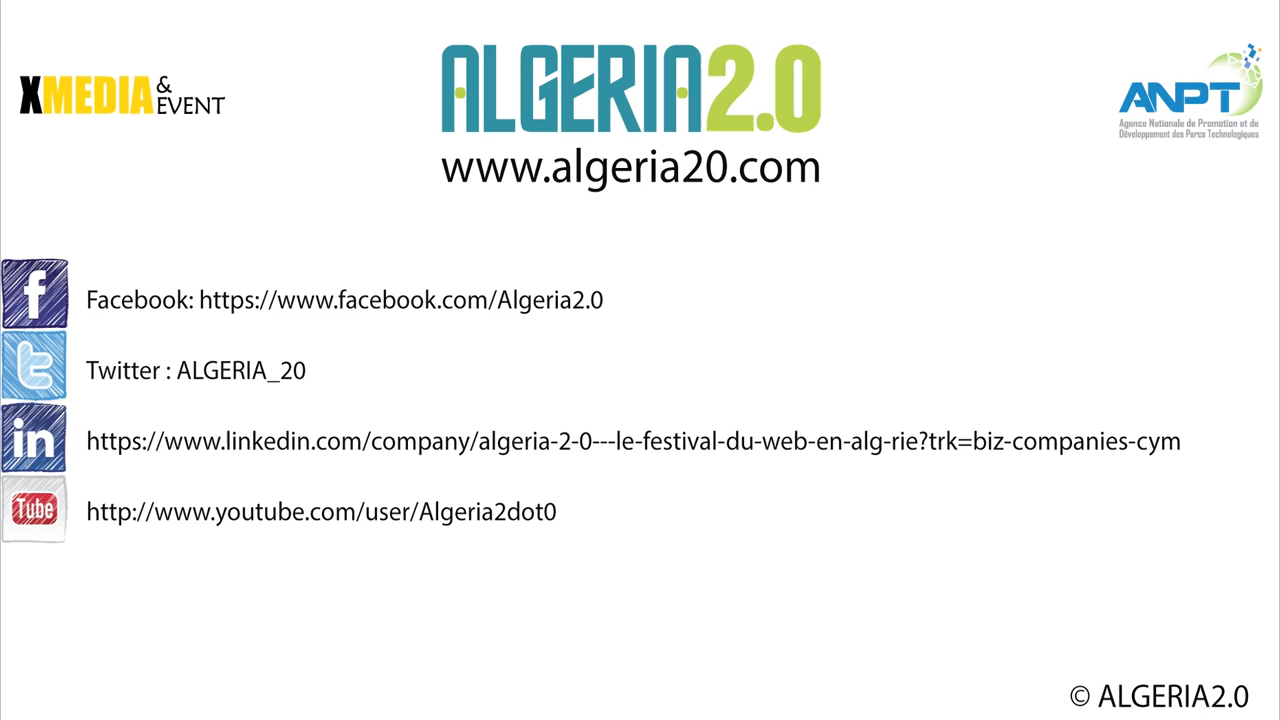 XMEDIA & EVENT
ALGERIA2.0
www.algeria20.com
ANPT
Agence Nationale de Promotion et de
Développement des Parcs Technologiques
f
Facebook: https://www.facebook.com/Algeria2.0
t
Twitter : ALGERIA_20
in
https://www.linkedin.com/company/algeria-2-0---le-festival-du-web-en-alg-rie?trk=biz-companies-cym
Tube
http://www.youtube.com/user/Algeria2dot0
© ALGERIA2.0